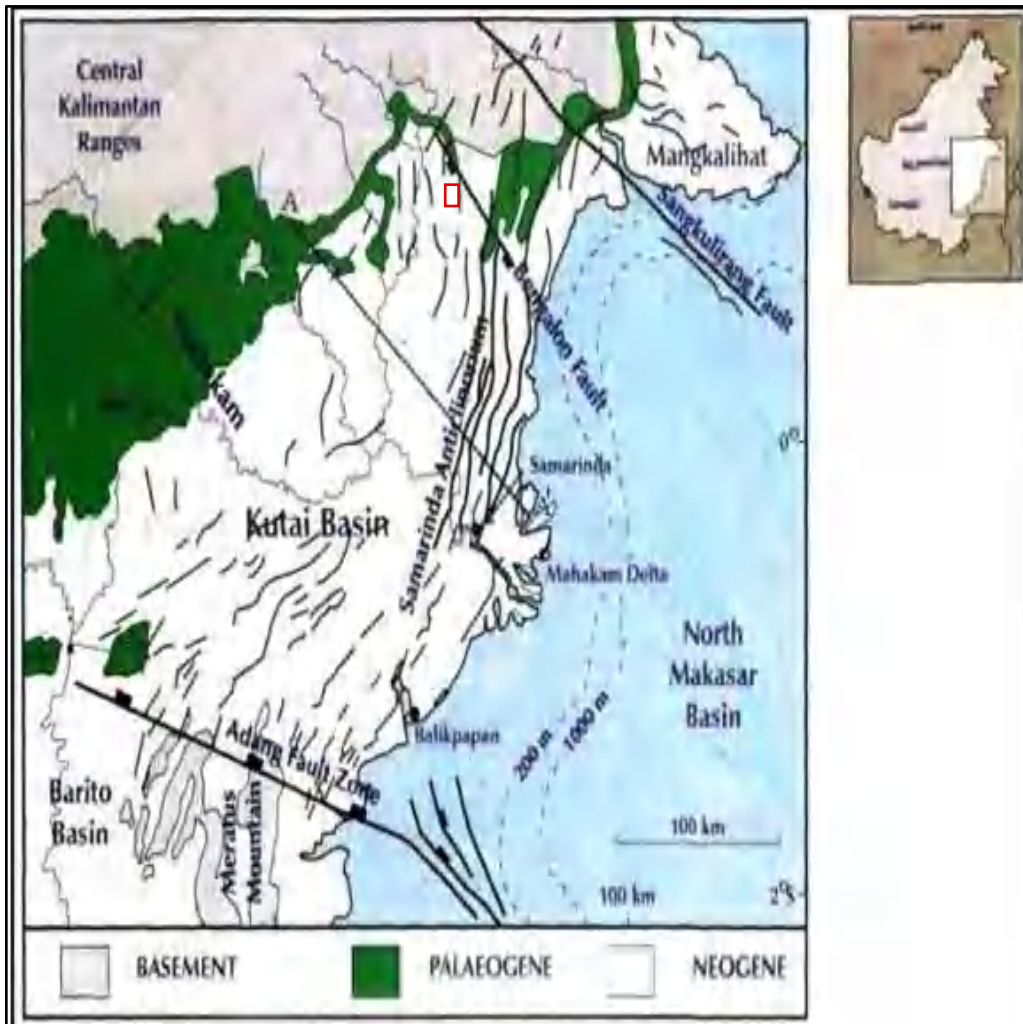 Central
Kalimantan
Ranges
A
Mangkalihat
Sangkulirang Fault
Bengalon Fault
Samarinda Anticlinorium
0°
Samarinda
Kutai Basin
Mahakam Delta
North
Makasar
Basin
200 m
1000 m
Balikpapan
Adang Fault Zone
Barito
Basin
Meratus
Mountain
100 km
100 km
2°S
BASEMENT
PALAEOGENE
NEOGENE